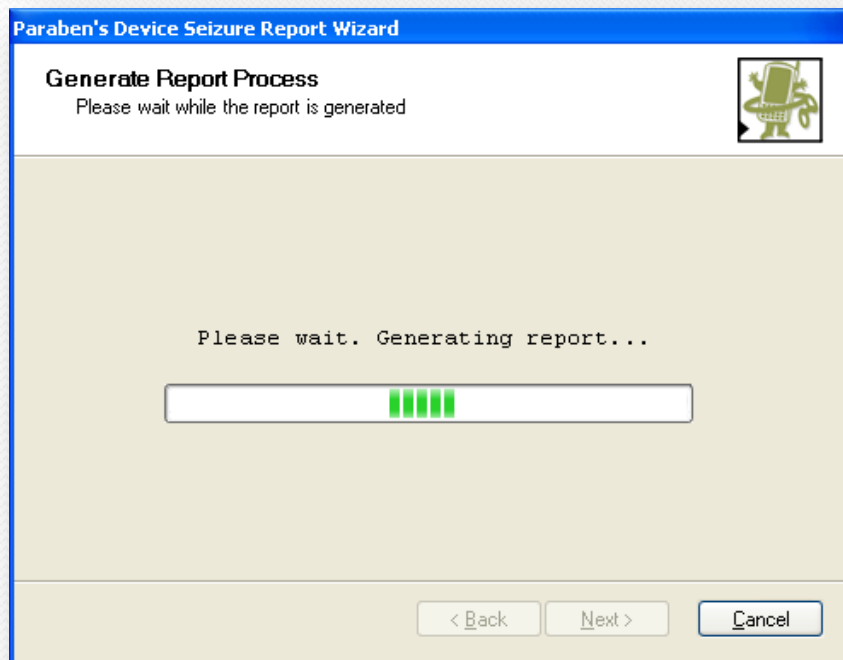 Paraben's Device Seizure Report Wizard
Generate Report Process
Please wait while the report is generated
Please wait. Generating report...
< Back Next > Cancel